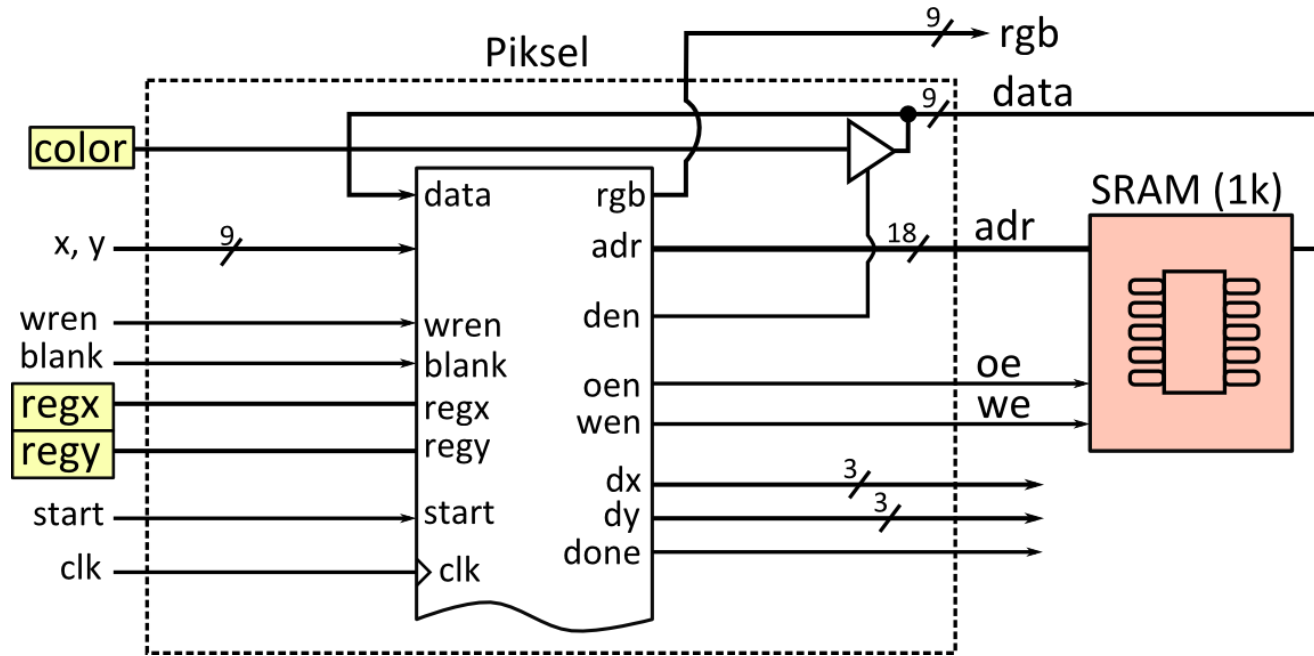 9
rgb
Piksel
9
data
color
data
rgb
SRAM (1k)
x, y
9
adr
18
adr
wren
wren
den
blank
blank
oen
oe
regx
regx
wen
we
regy
regy
dx
3
start
start
dy
3
done
clk
clk